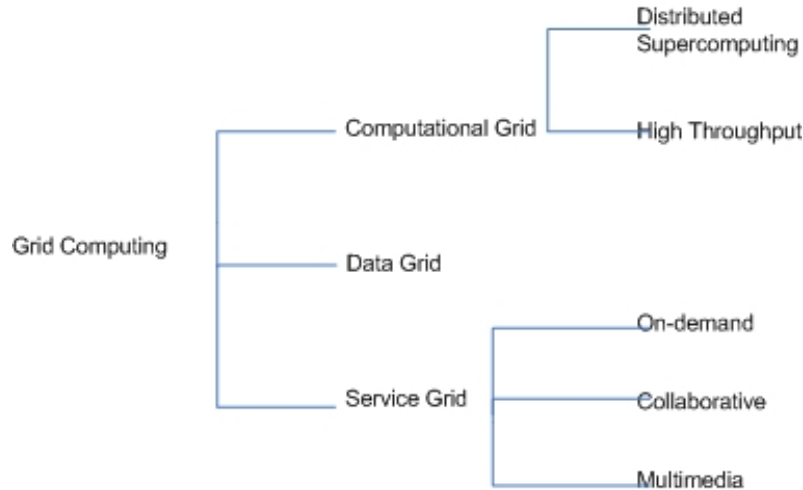 Distributed
Supercomputing
Computational Grid
High Throughput
Grid Computing
Data Grid
On-demand
Service Grid
Collaborative
Multimedia